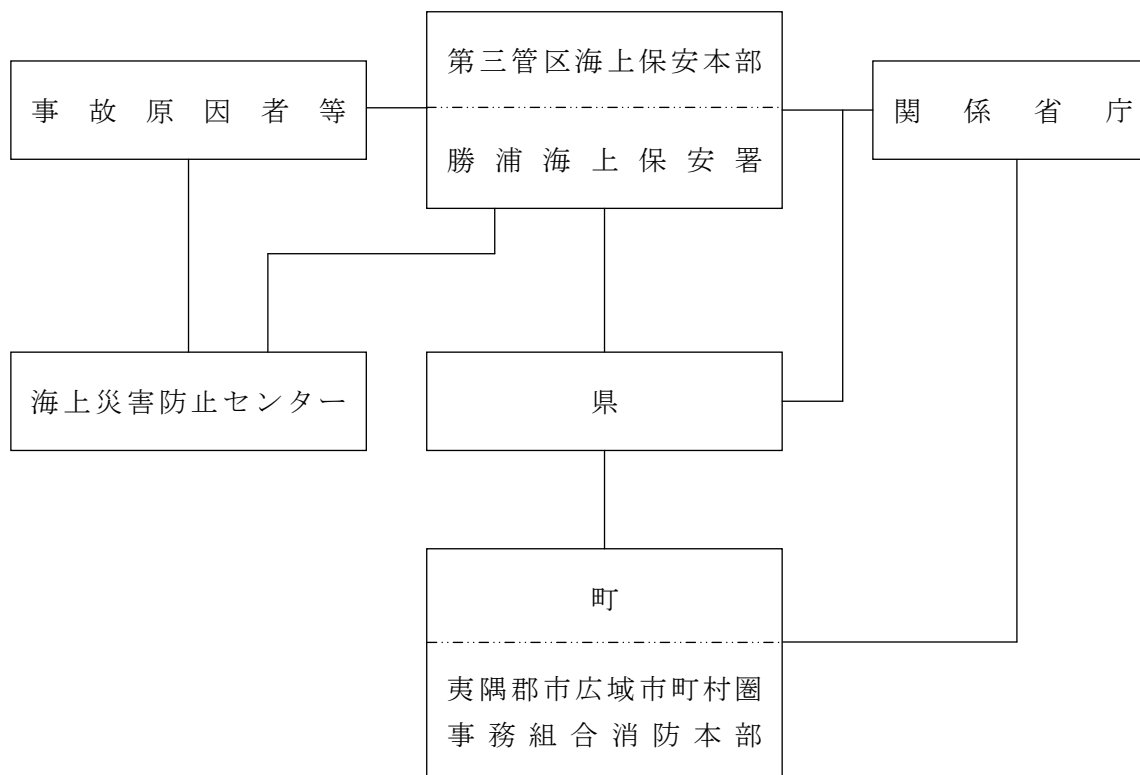 第三管区海上保安本部
事故原因者等
関係省庁
勝浦海上保安署
海上災害防止センター
県
町
夷隅郡市広域市町村圏
事務組合消防本部